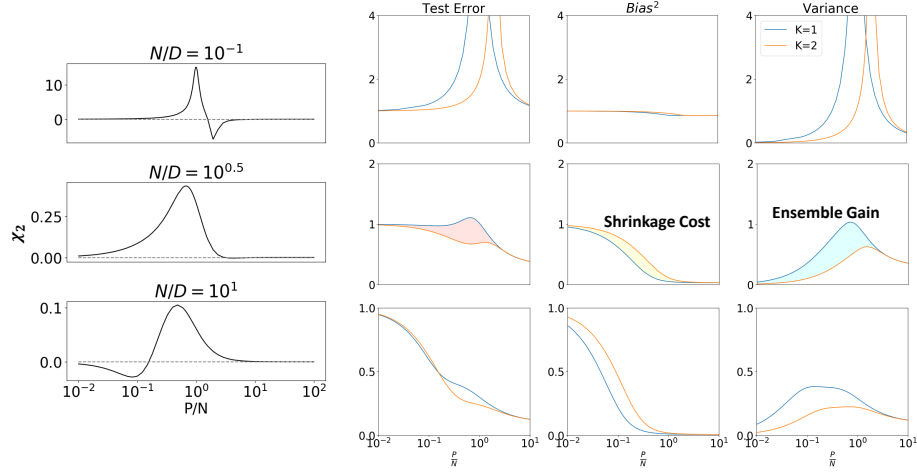 N/D = 10⁻¹
10
0
N/D = 10^0.5
χ₂
0.25
0.00
N/D = 10¹
0.1
0.0
10⁻² 10⁻¹ 10⁰ 10¹ 10²
P/N
Test Error
Bias²
Variance
K=1
K=2
4
2
0
4
2
0
4
2
0
2
1
0
2
Shrinkage Cost
1
0
2
Ensemble Gain
1
0
1.0
0.5
0.0
10⁻² 10⁻¹ 10⁰ 10¹
P/N
1.0
0.5
0.0
10⁻² 10⁻¹ 10⁰ 10¹
P/N
1.0
0.5
0.0
10⁻² 10⁻¹ 10⁰ 10¹
P/N